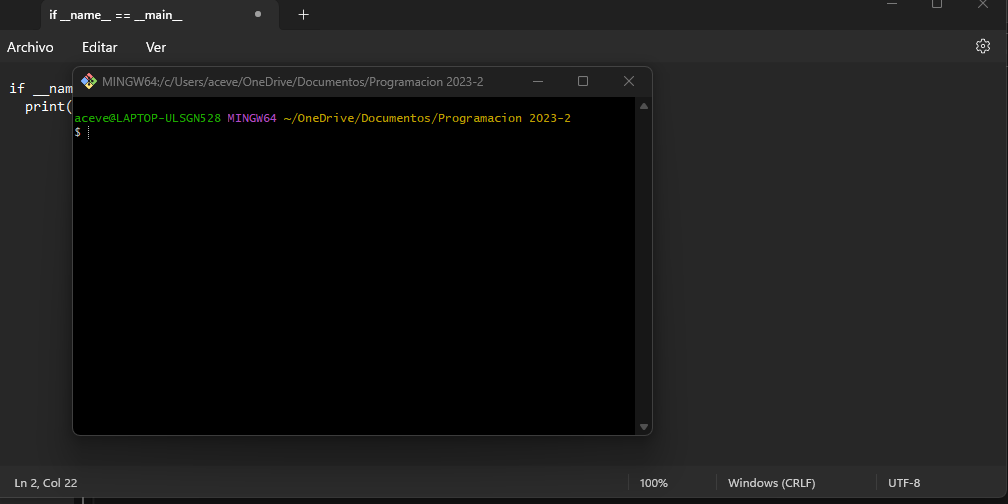 if __name__ == __main__
Archivo Editar Ver
if __nam
print(
MINGW64:/c/Users/aceve/OneDrive/Documentos/Programacion 2023-2
aceve@LAPTOP-ULSGN528 MINGW64 ~/OneDrive/Documentos/Programacion 2023-2
$
Ln 2, Col 22 100% Windows (CRLF) UTF-8